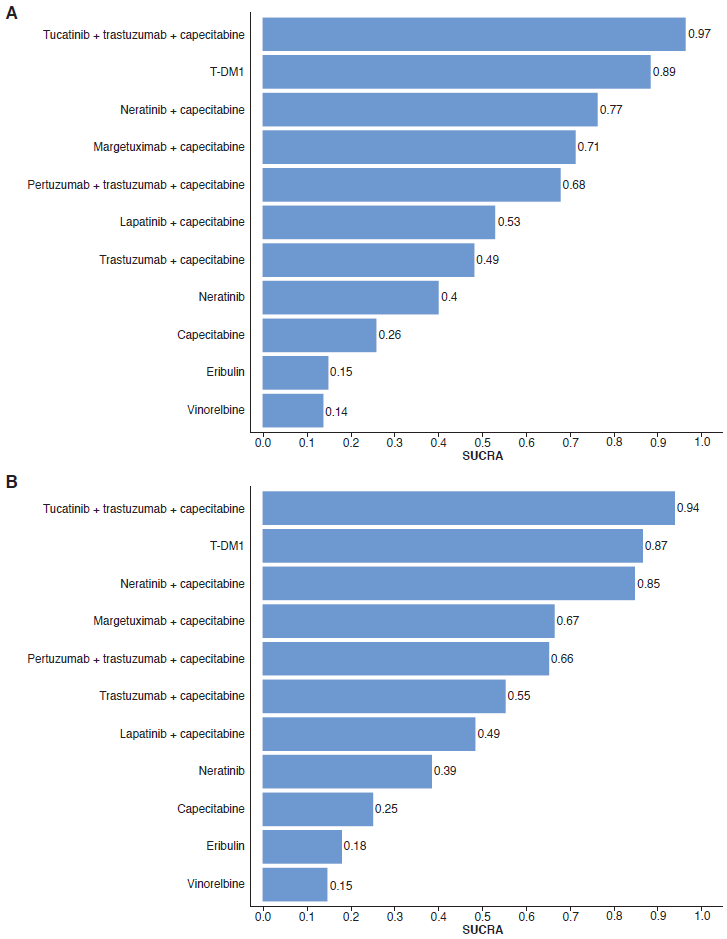 A
Tucatinib + trastuzumab + capecitabine 0.97
T-DM1 0.89
Neratinib + capecitabine 0.77
Margetuximab + capecitabine 0.71
Pertuzumab + trastuzumab + capecitabine 0.68
Lapatinib + capecitabine 0.53
Trastuzumab + capecitabine 0.49
Neratinib 0.4
Capecitabine 0.26
Eribulin 0.15
Vinorelbine 0.14
0.0 0.1 0.2 0.3 0.4 0.5 0.6 0.7 0.8 0.9 1.0
SUCRA
B
Tucatinib + trastuzumab + capecitabine 0.94
T-DM1 0.87
Neratinib + capecitabine 0.85
Margetuximab + capecitabine 0.67
Pertuzumab + trastuzumab + capecitabine 0.66
Trastuzumab + capecitabine 0.55
Lapatinib + capecitabine 0.49
Neratinib 0.39
Capecitabine 0.25
Eribulin 0.18
Vinorelbine 0.15
0.0 0.1 0.2 0.3 0.4 0.5 0.6 0.7 0.8 0.9 1.0
SUCRA